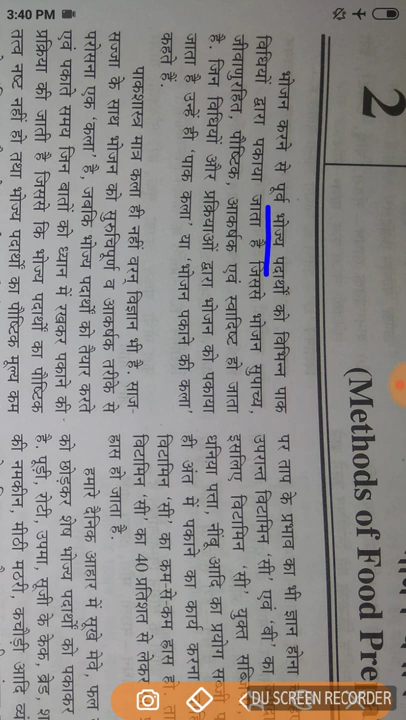 3:40 PM
2
(Methods of Food Pre
भोजन करने से पूर्व भोज्य पदार्थों को विभिन्न पाक
विधियों द्वारा पकाया जाता है जिससे भोजन सुपाच्य,
जीवाणुरहित, पौष्टिक, आकर्षक एवं स्वादिष्ट हो जाता
है. जिन विधियों और प्रक्रियाओं द्वारा भोजन को पकाया
जाता है उन्हें ही 'पाक कला' या 'भोजन पकाने की कला'
कहते है.
पाकशास्त्र मात्र कला ही नहीं वरन् विज्ञान भी है. साज-
सज्जा के साथ भोजन को सुरुचिपूर्ण व आकर्षक तरीके से
परोसना एक 'कला' है, जबकि भोज्य पदार्थों को तैयार करते
एवं पकाते समय जिन बातों को ध्यान में रखकर पकाने की
प्रक्रिया की जाती है जिससे कि भोज्य पदार्थों का पौष्टिक
तत्त्व नष्ट नहीं हो तथा भोज्य पदार्थों का पौष्टिक मूल्य कम
पर ताप के प्रभाव का भी ज्ञान होना
उपरान्त विटामिन 'सी' एवं 'बी' का
इसलिए विटामिन 'सी' युक्त सब्जियों
धनिया पत्ता, नींबू आदि का प्रयोग सब्जी
ही अंत में पकाने का कार्य करना
विटामिन 'सी' का कम-से-कम ह्रास हो
विटामिन 'सी' का 40 प्रतिशत से लेकर
ह्रास हो जाता है.
हमारे दैनिक आहार में सूखे मेवे, फल
को छोड़कर शेष भोज्य पदार्थों को पकाकर
है. पूड़ी, रोटी, उपमा, सूजी के केक, ब्रेड,
की नमकीन, मीठी मठरी, कचौड़ी आदि
DU SCREEN RECORDER